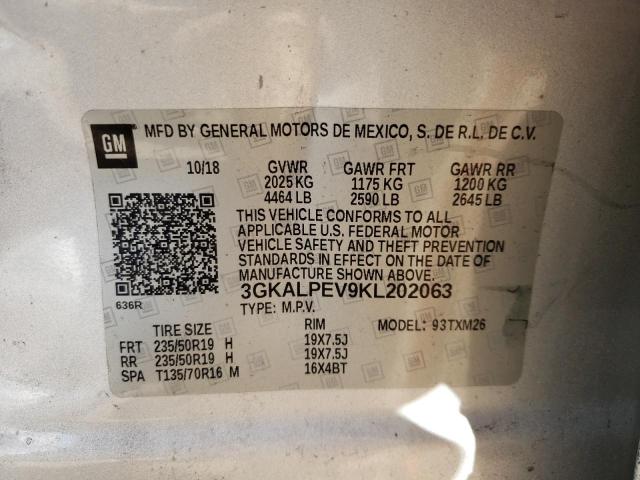 GM
MFD BY GENERAL MOTORS DE MEXICO, S. DE R.L. DE C.V.
10/18 GVWR GAWR FRT GAWR RR
2025 KG 1175 KG 1200 KG
4464 LB 2590 LB 2645 LB
THIS VEHICLE CONFORMS TO ALL
APPLICABLE U.S. FEDERAL MOTOR
VEHICLE SAFETY AND THEFT PREVENTION
STANDARDS IN EFFECT ON THE DATE OF
MANUFACTURE SHOWN ABOVE.
636R
3GKALPEV9KL202063
TYPE: M.P.V.
TIRE SIZE RIM MODEL: 93TXM26
FRT 235/50R19 H 19X7.5J
RR 235/50R19 H 19X7.5J
SPA T135/70R16 M 16X4BT